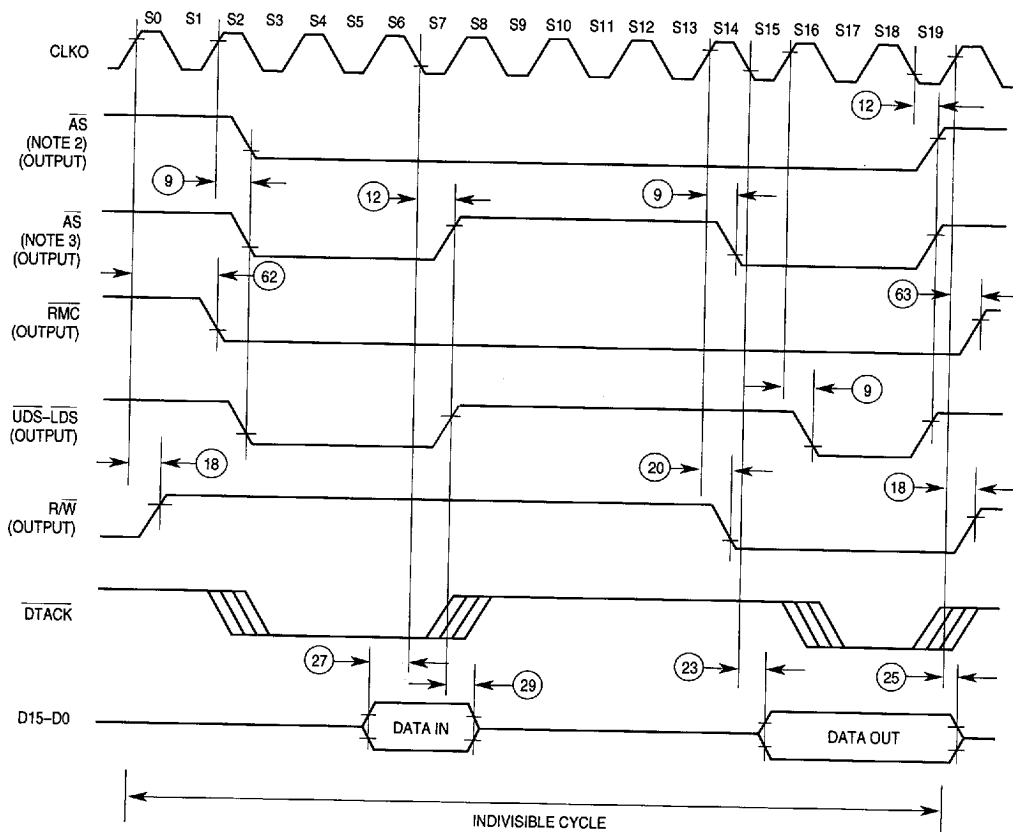 S0 S1 S2 S3 S4 S5 S6 S7 S8 S9 S10 S11 S12 S13 S14 S15 S16 S17 S18 S19
CLKO
12
AS
(NOTE 2)
(OUTPUT)
9
12
9
AS
(NOTE 3)
(OUTPUT)
62
63
RMC
(OUTPUT)
9
UDS–LDS
(OUTPUT)
18
20
18
R/W
(OUTPUT)
DTACK
27
29
23
25
D15–D0
DATA IN
DATA OUT
INDIVISIBLE CYCLE